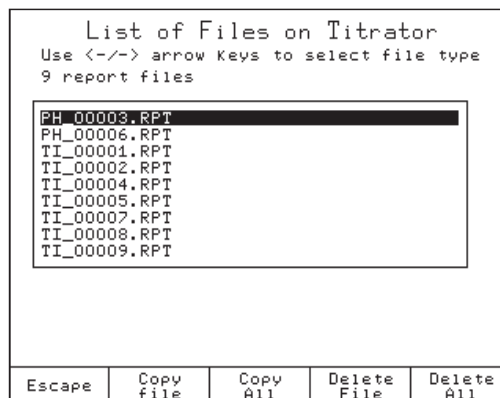 List of Files on Titrator
Use <-/-> arrow Keys to select file type
9 report files
PH_00003.RPT
PH_00006.RPT
TI_00001.RPT
TI_00002.RPT
TI_00004.RPT
TI_00005.RPT
TI_00007.RPT
TI_00008.RPT
TI_00009.RPT
Escape
Copy
file
Copy
All
Delete
File
Delete
All